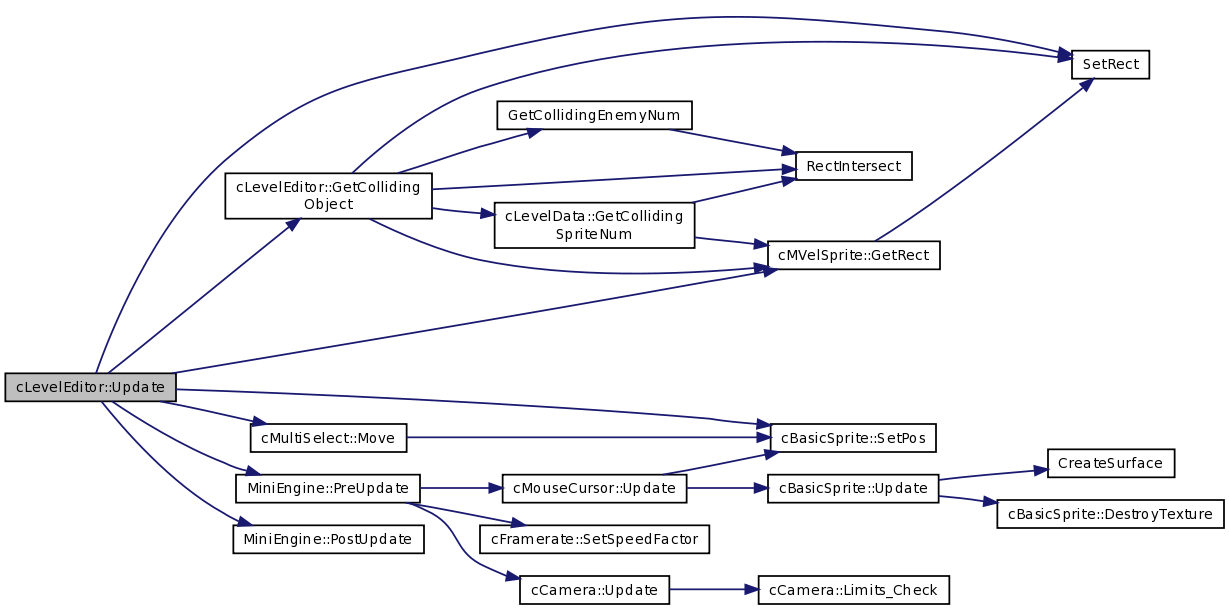 SetRect
GetCollidingEnemyNum
RectIntersect
cLevelEditor::GetColliding
Object
cLevelData::GetColliding
SpriteNum
cMVelSprite::GetRect
cLevelEditor::Update
cMultiSelect::Move
cBasicSprite::SetPos
CreateSurface
MiniEngine::PreUpdate
cMouseCursor::Update
cBasicSprite::Update
cBasicSprite::DestroyTexture
MiniEngine::PostUpdate
cFramerate::SetSpeedFactor
cCamera::Update
cCamera::Limits_Check